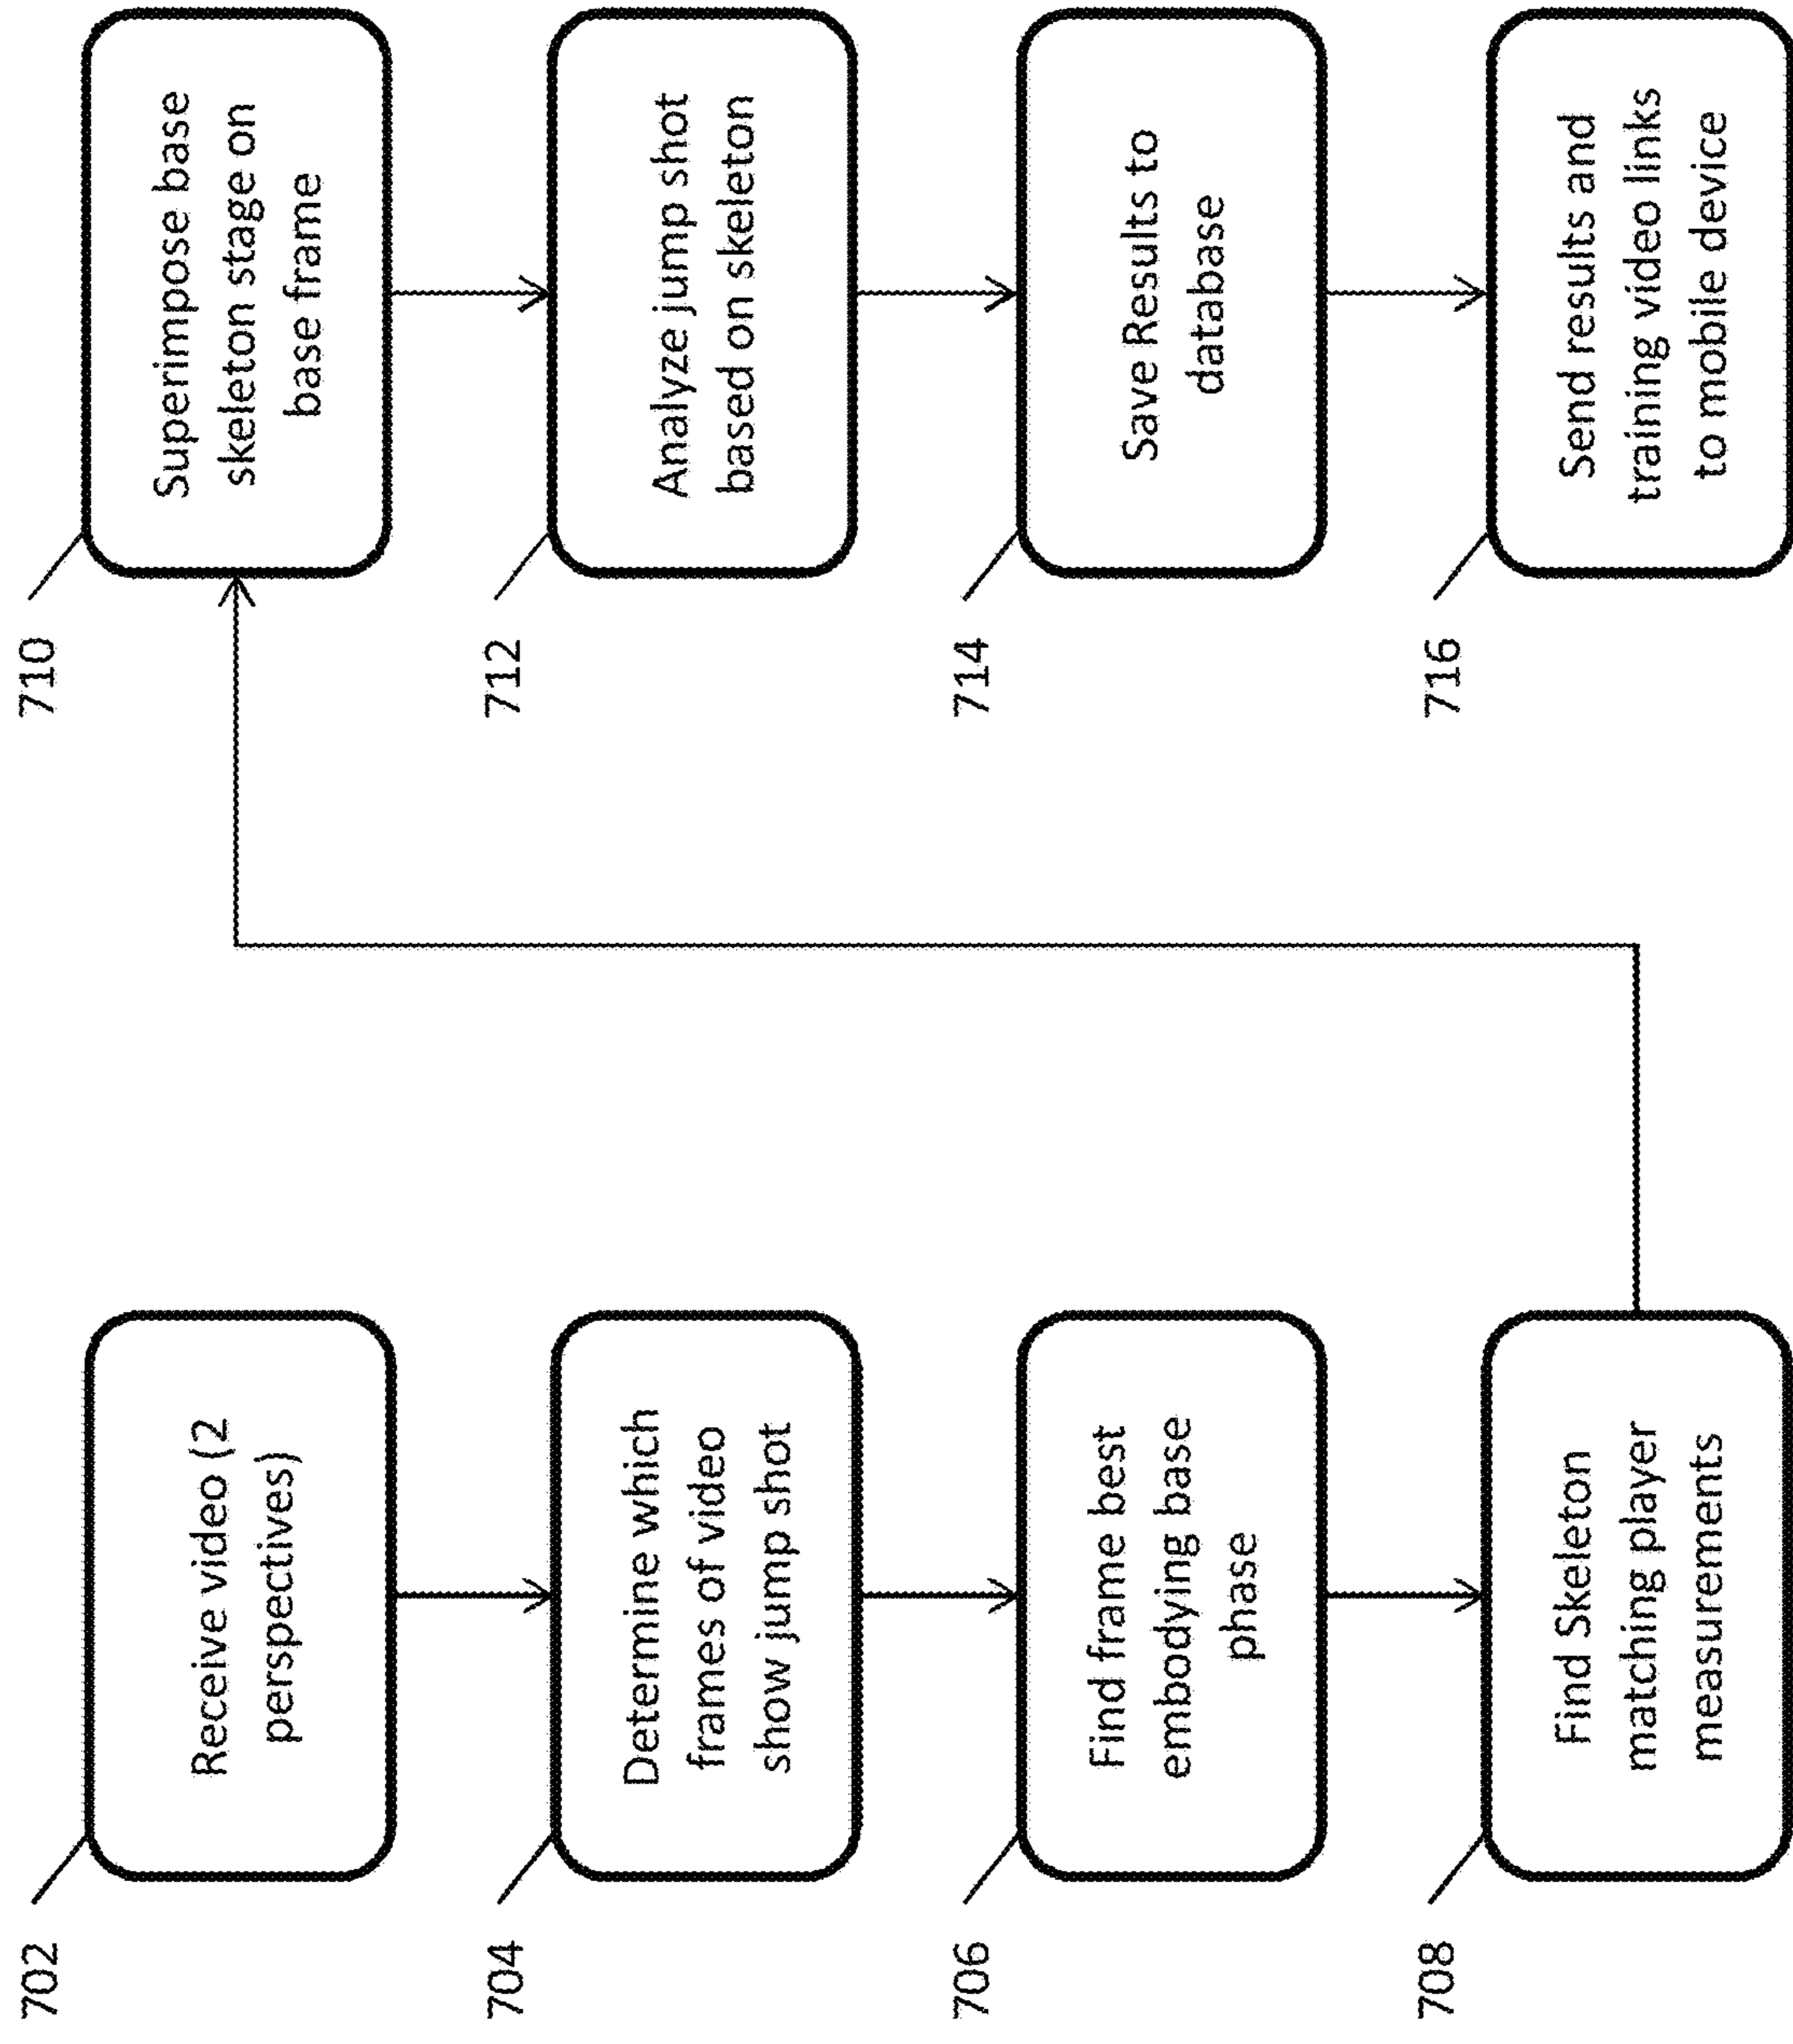 702
Receive video (2
perspectives)
704
Determine which
frames of video
show jump shot
706
Find frame best
embodying base
phase
708
Find Skeleton
matching player
measurements
710
Superimpose base
skeleton stage on
base frame
712
Analyze jump shot
based on skeleton
714
Save Results to
database
716
Send results and
training video links
to mobile device